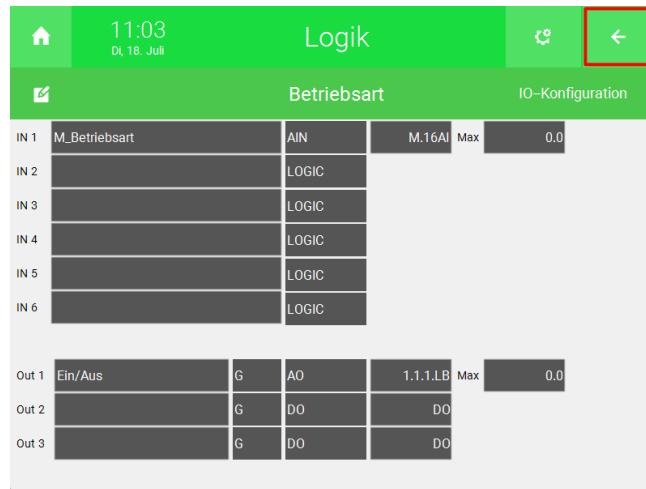 11:03
Di, 18. Juli
Logik
Betriebsart
IO-Konfiguration
IN 1 M_Betriebsart AIN M.16AI Max 0.0
IN 2 LOGIC
IN 3 LOGIC
IN 4 LOGIC
IN 5 LOGIC
IN 6 LOGIC
Out 1 Ein/Aus G AO 1.1.1.LB Max 0.0
Out 2 G DO DO
Out 3 G DO DO